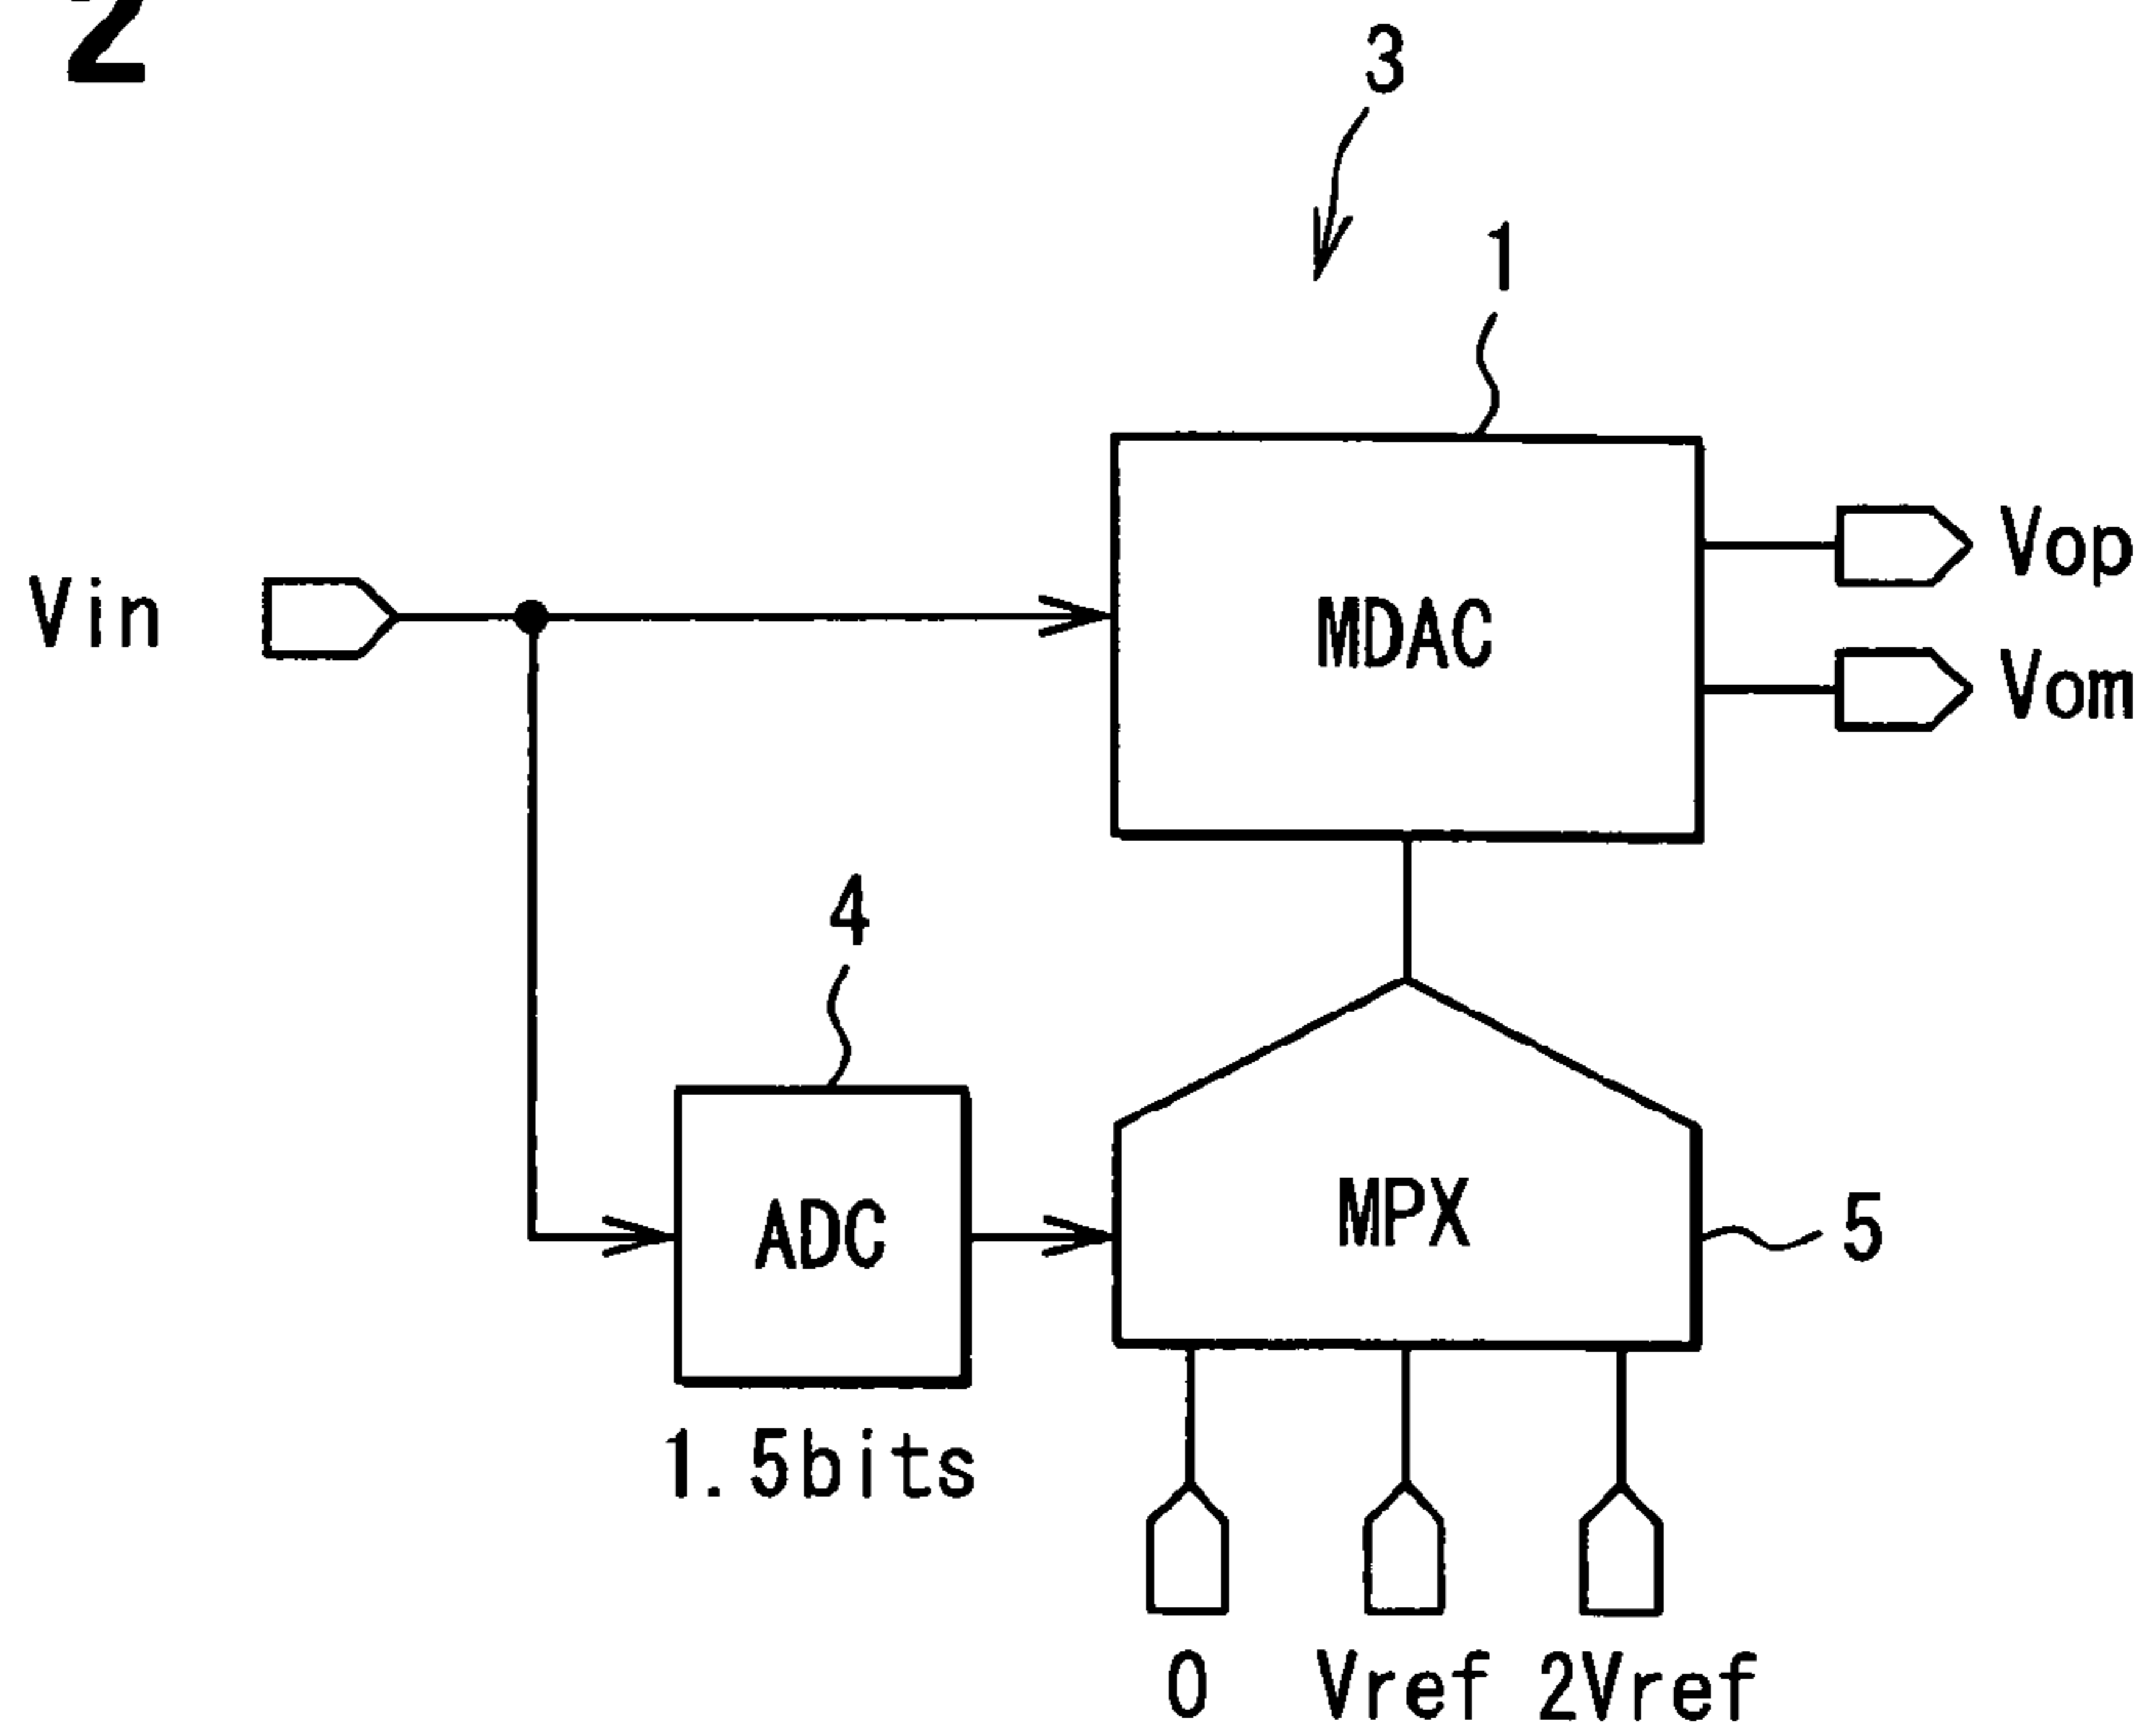 2
3
1
Vin
MDAC
Vop
Vom
4
ADC
MPX
5
1.5bits
0 Vref 2Vref